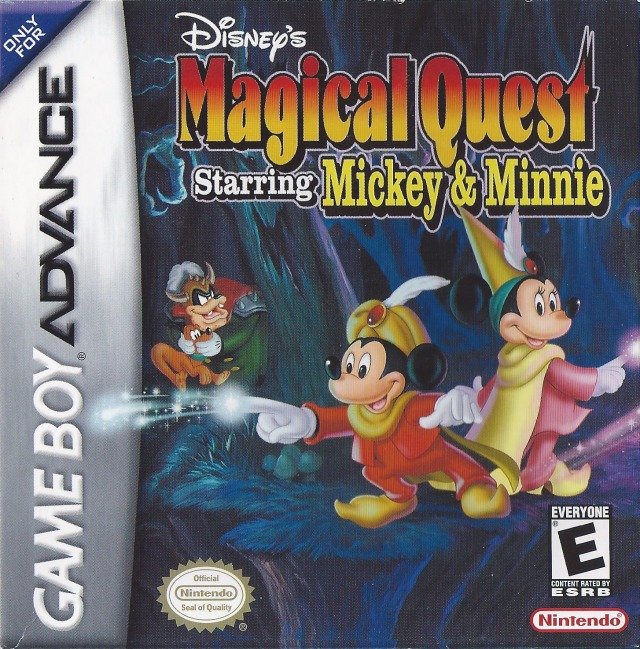 ONLY
FOR
GAME BOY ADVANCE
Disney's
Magical Quest
Starring Mickey & Minnie
Official
Nintendo
Seal of Quality
EVERYONE
E
CONTENT RATED BY
ESRB
Nintendo